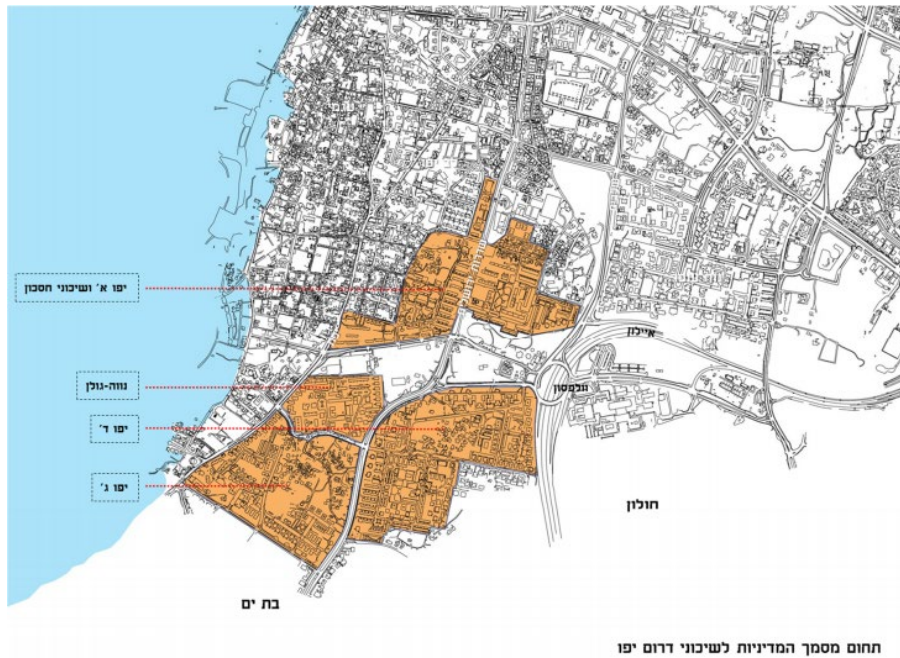 יפו א' ושיכוני חסכון
נווה-גולן
יפו ד'
יפו ג'
איילון
וולפסון
חולון
בת ים
תחום מסמך המדיניות לשיכוני דרום יפו